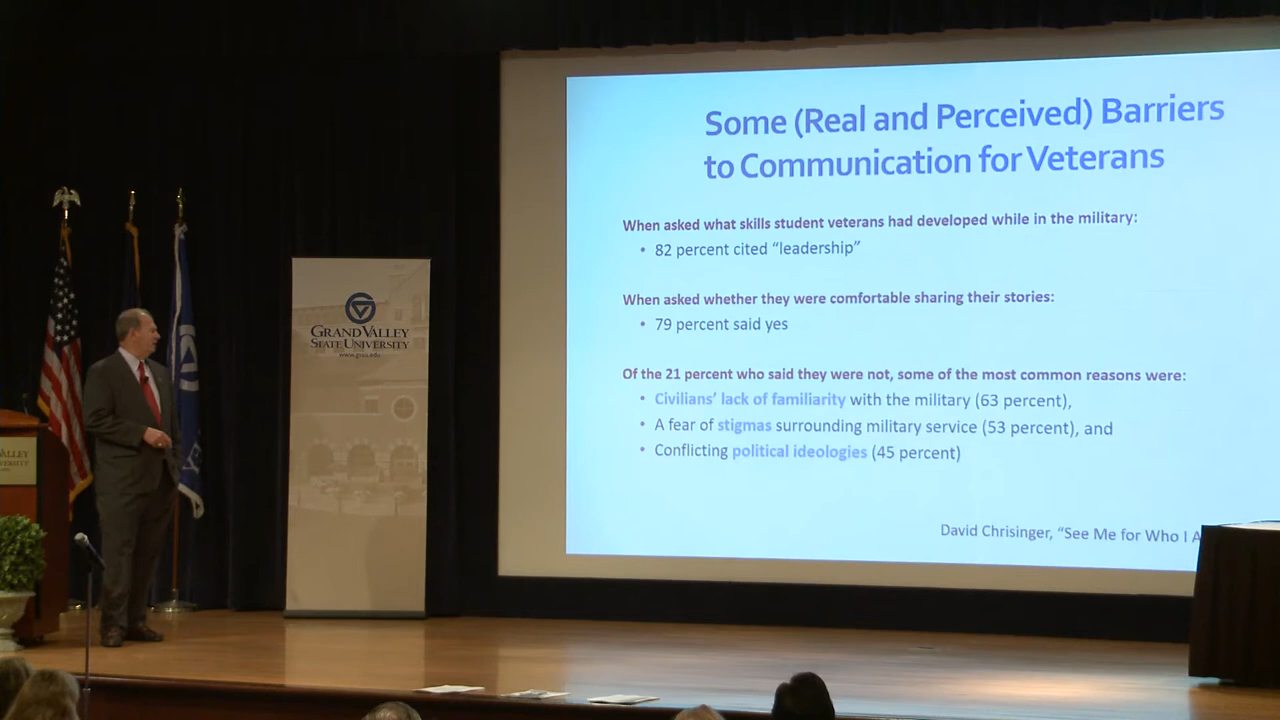 Some (Real and Perceived) Barriers
to Communication for Veterans
When asked what skills student veterans had developed while in the military:
• 82 percent cited “leadership”
When asked whether they were comfortable sharing their stories:
• 79 percent said yes
Of the 21 percent who said they were not, some of the most common reasons were:
• Civilians’ lack of familiarity with the military (63 percent),
• A fear of stigmas surrounding military service (53 percent), and
• Conflicting political ideologies (45 percent)
David Chrisinger, “See Me for Who I A
GRAND VALLEY
STATE UNIVERSITY
www.gvsu.edu
VALLEY